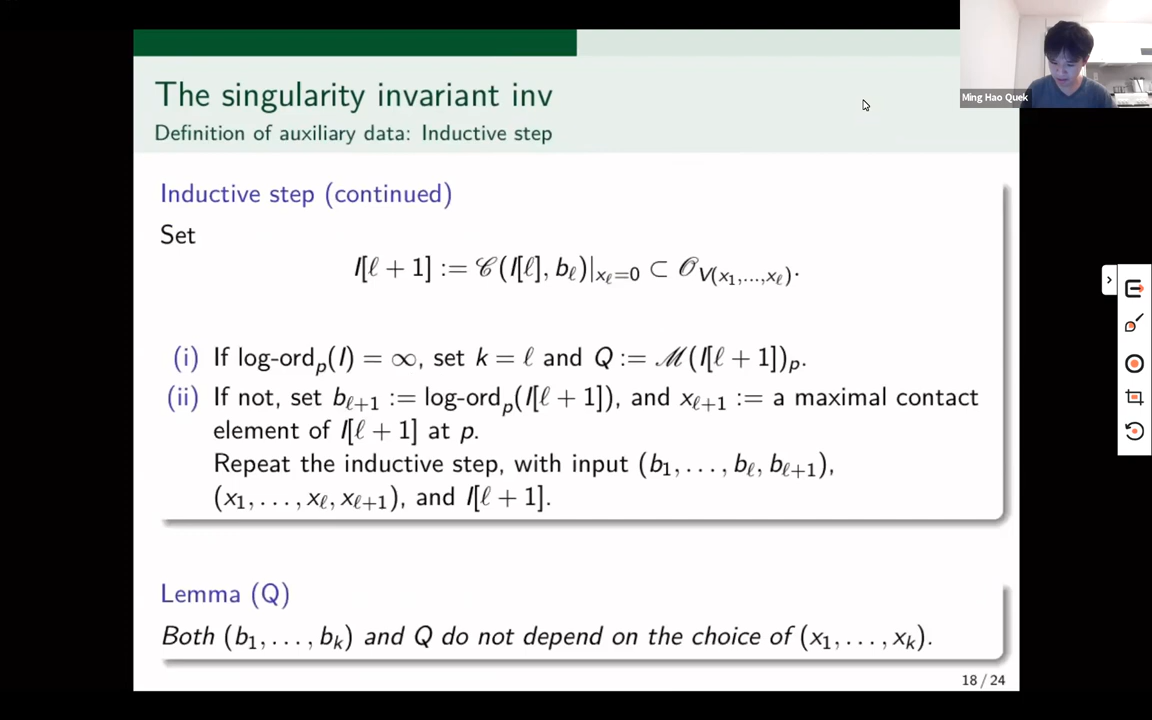 The singularity invariant inv
Definition of auxiliary data: Inductive step
Ming Hao Quek
Inductive step (continued)
Set
I[ℓ + 1] := 𝒞(I[ℓ], b_ℓ)|_{x_ℓ=0} ⊂ 𝒪_{V(x_1,...,x_ℓ)}.
(i) If log-ord_p(I) = ∞, set k = ℓ and Q := ℳ(I[ℓ + 1])_p.
(ii) If not, set b_{ℓ+1} := log-ord_p(I[ℓ + 1]), and x_{ℓ+1} := a maximal contact
element of I[ℓ + 1] at p.
Repeat the inductive step, with input (b_1, . . . , b_ℓ, b_{ℓ+1}),
(x_1, . . . , x_ℓ, x_{ℓ+1}), and I[ℓ + 1].
Lemma (Q)
Both (b_1, . . . , b_k) and Q do not depend on the choice of (x_1, . . . , x_k).
18 / 24